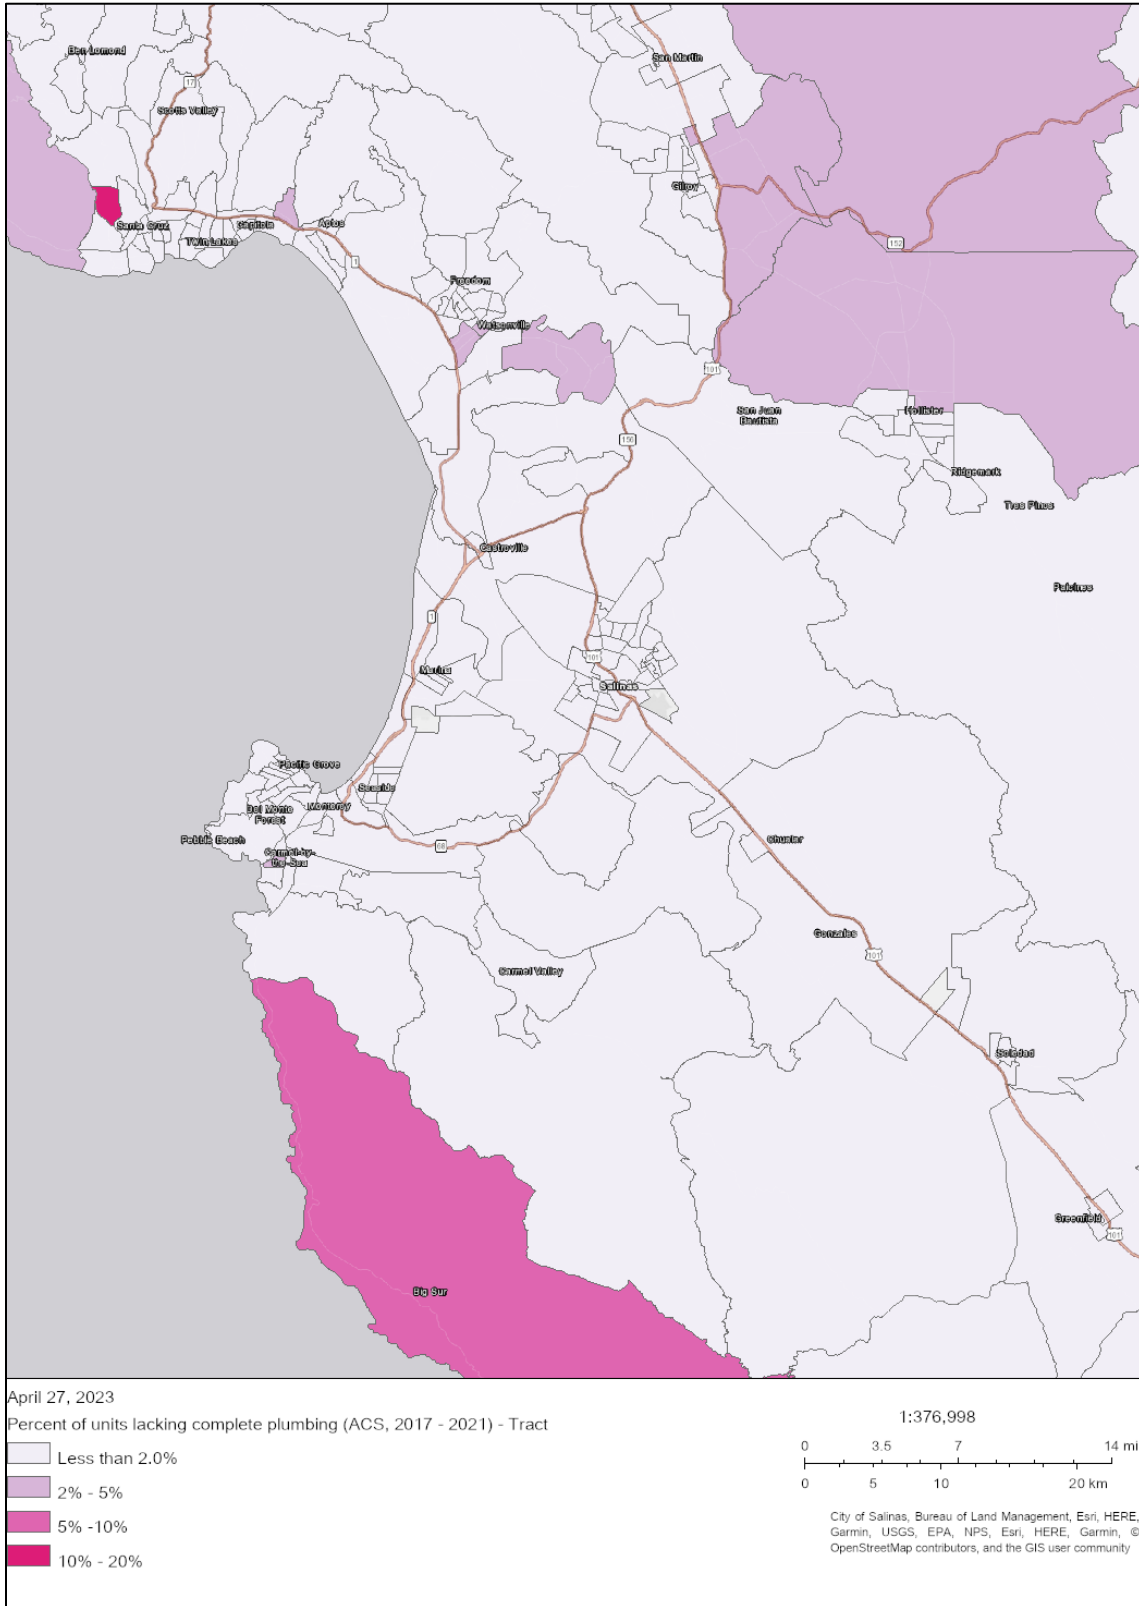 Ben Lomond
San Martin
17
Scotts Valley
Gilroy
Santa Cruz
Capitola
Aptos
Twin Lakes
152
1
Freedom
Watsonville
101
San Juan
Bautista
Hollister
156
Ridgemark
Tres Pinos
Castroville
Paicines
1
101
Marina
Salinas
Pacific Grove
Seaside
Del Monte
Forest
Monterey
Pebble Beach
68
Chualar
Carmel-by-
the-Sea
Gonzales
101
Carmel Valley
Soledad
Greenfield
101
Big Sur
April 27, 2023
Percent of units lacking complete plumbing (ACS, 2017 - 2021) - Tract
Less than 2.0%
2% - 5%
5% -10%
10% - 20%
1:376,998
0 3.5 7 14 mi
0 5 10 20 km
City of Salinas, Bureau of Land Management, Esri, HERE,
Garmin, USGS, EPA, NPS, Esri, HERE, Garmin, ©
OpenStreetMap contributors, and the GIS user community